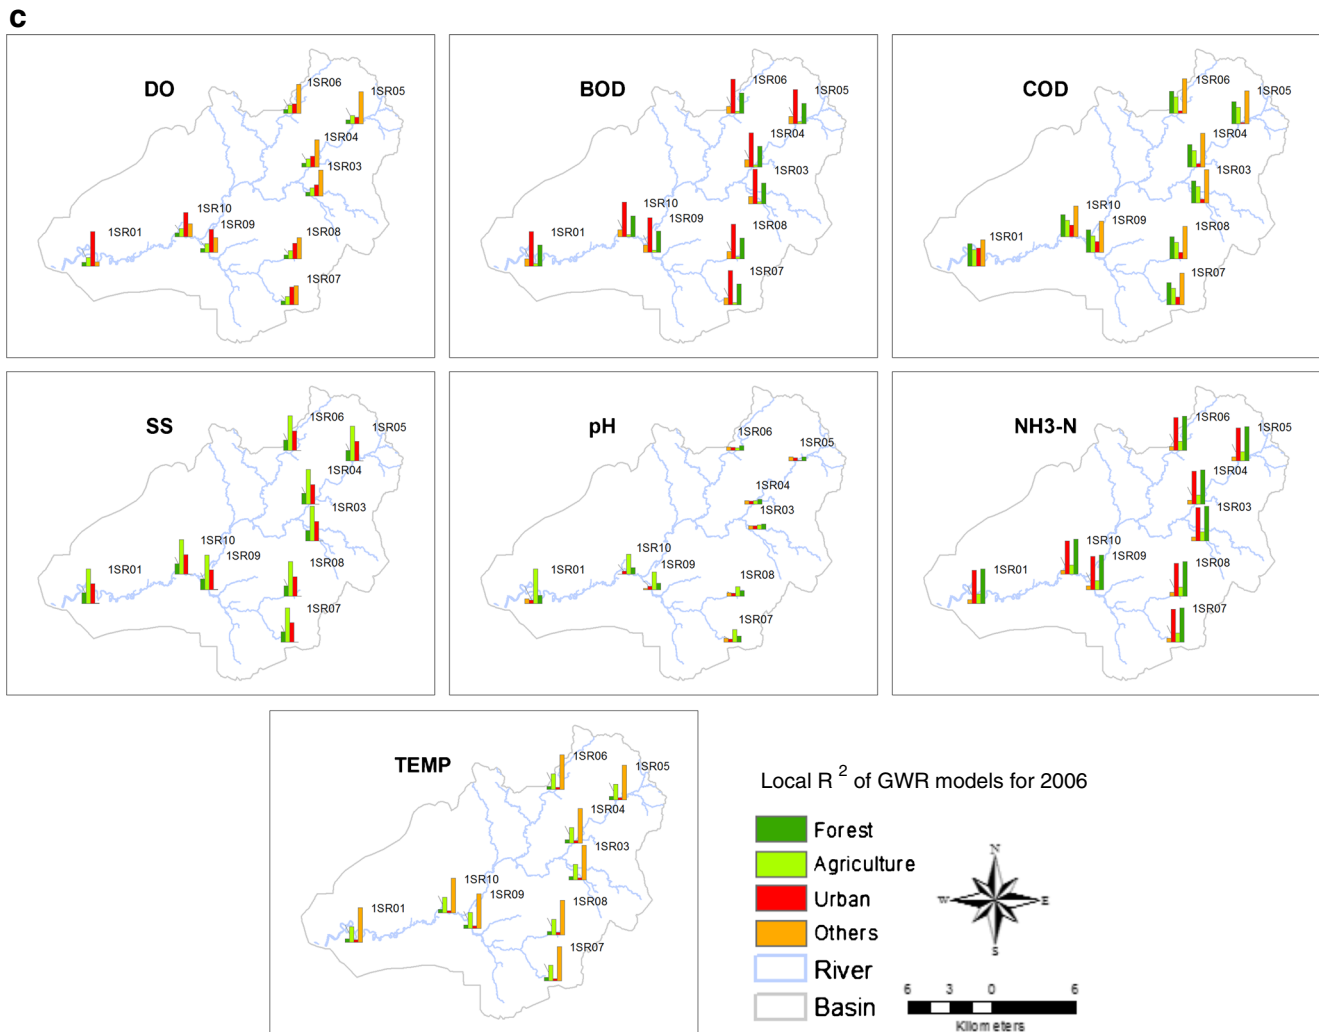 c
DO
1SR06
1SR05
1SR04
1SR03
1SR10
1SR09
1SR01
1SR08
1SR07
BOD
1SR06
1SR05
1SR04
1SR03
1SR10
1SR09
1SR01
1SR08
1SR07
COD
1SR06
1SR05
1SR04
1SR03
1SR10
1SR09
1SR01
1SR08
1SR07
SS
1SR06
1SR05
1SR04
1SR03
1SR10
1SR09
1SR01
1SR08
1SR07
pH
1SR06
1SR05
1SR04
1SR03
1SR10
1SR09
1SR01
1SR08
1SR07
NH3-N
1SR06
1SR05
1SR04
1SR03
1SR10
1SR09
1SR01
1SR08
1SR07
TEMP
1SR06
1SR05
1SR04
1SR03
1SR10
1SR09
1SR01
1SR08
1SR07
Local R 2 of GWR models for 2006
Forest
Agriculture
Urban
Others
River
Basin
N
W E
S
6 3 0 6
Kilometers